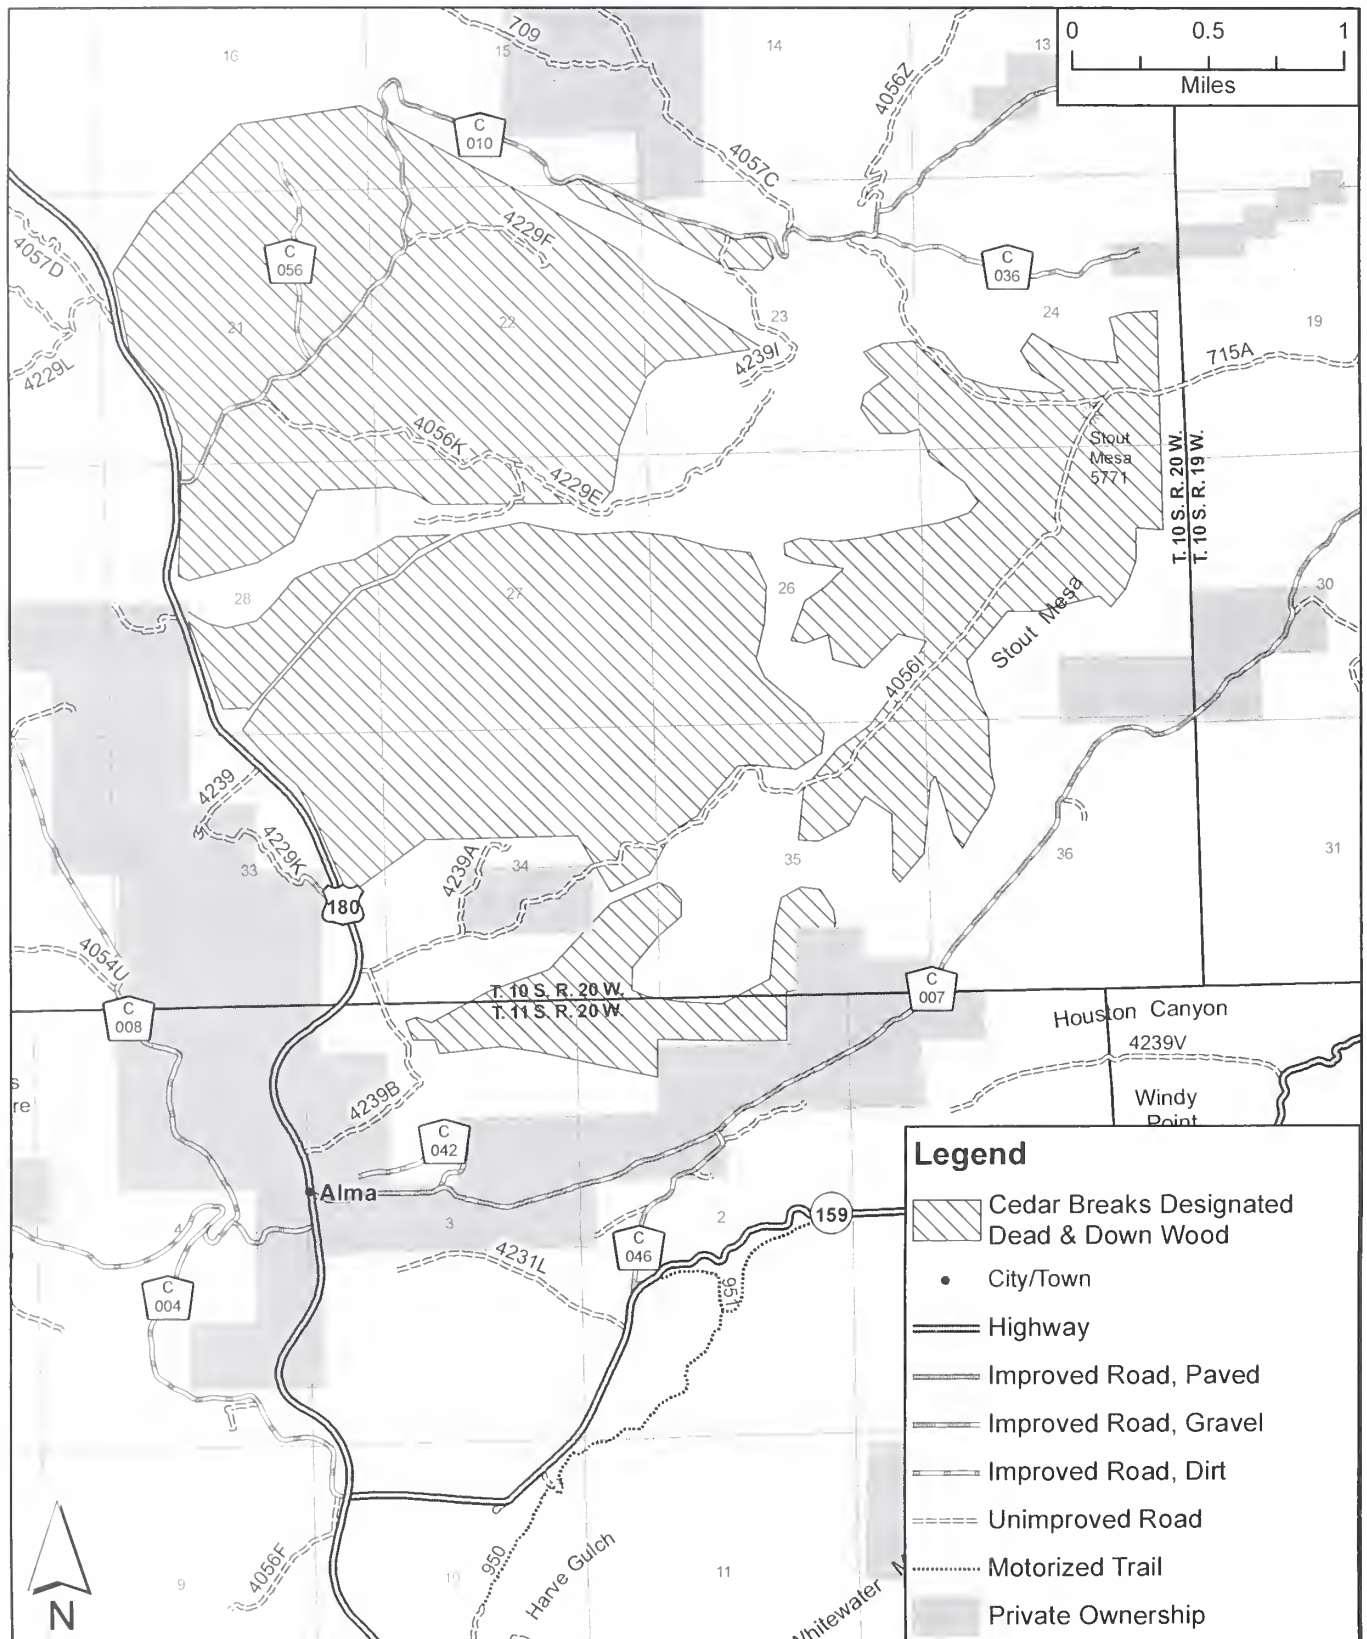 0 0.5 1
Miles
709
16
15
14
13
4056Z
C
010
4057C
4057D
4229F
C
056
C
036
21
22
23
24
19
4229L
4239I
715A
4056K
4229E
Stout
Mesa
5771
T. 10 S. R. 20 W.
T. 10 S. R. 19 W.
28
27
26
30
Stout Mesa
4056I
4239
4229K
33
4239A
34
35
36
31
180
4054U
C
008
T. 10 S. R. 20 W.
T. 11 S. R. 20 W.
C
007
Houston Canyon
4239V
s
re
4239B
Windy
Point
C
042
Alma
4
3
2
159
C
046
4231L
951
C
004
9
10
11
4056F
950
Harve Gulch
Whitewater M
N
Legend
Cedar Breaks Designated
Dead & Down Wood
City/Town
Highway
Improved Road, Paved
Improved Road, Gravel
Improved Road, Dirt
Unimproved Road
Motorized Trail
Private Ownership